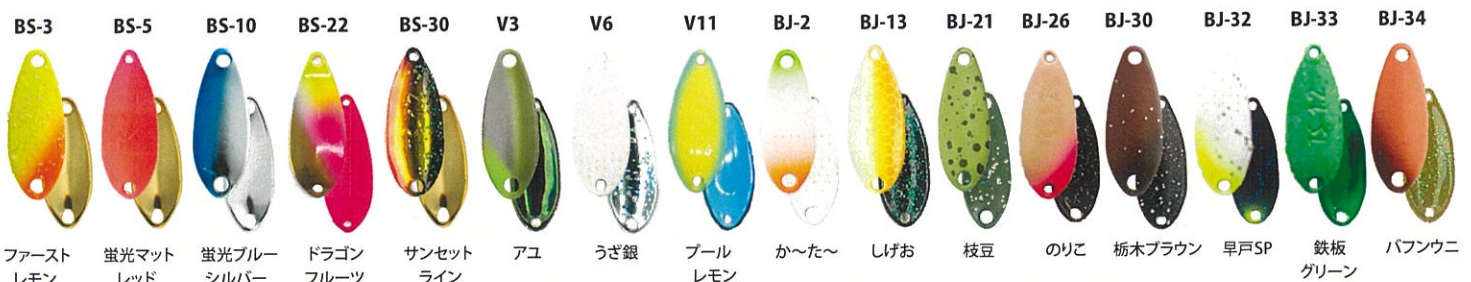 BS-3 BS-5 BS-10 BS-22 BS-30 V3 V6 V11 BJ-2 BJ-13 BJ-21 BJ-26 BJ-30 BJ-32 BJ-33 BJ-34
TS 1.2
ファースト
レモン
蛍光マット
レッド
蛍光ブルー
シルバー
ドラゴン
フルーツ
サンセット
ライン
アユ
うざ銀
プール
レモン
か〜た〜
しげお
枝豆
のりこ
栃木ブラウン
早戸SP
鉄板
グリーン
バフンウニ